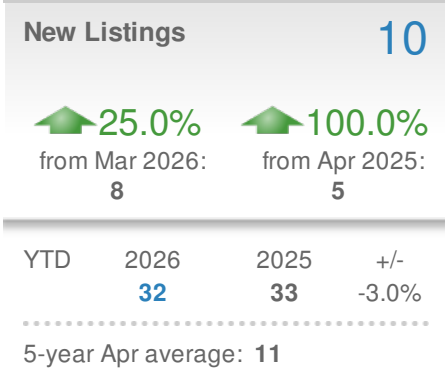 New Listings 10
25.0% 100.0%
from Mar 2026: from Apr 2025:
8 5
YTD 2026 2025 +/-
32 33 -3.0%
5-year Apr average: 11